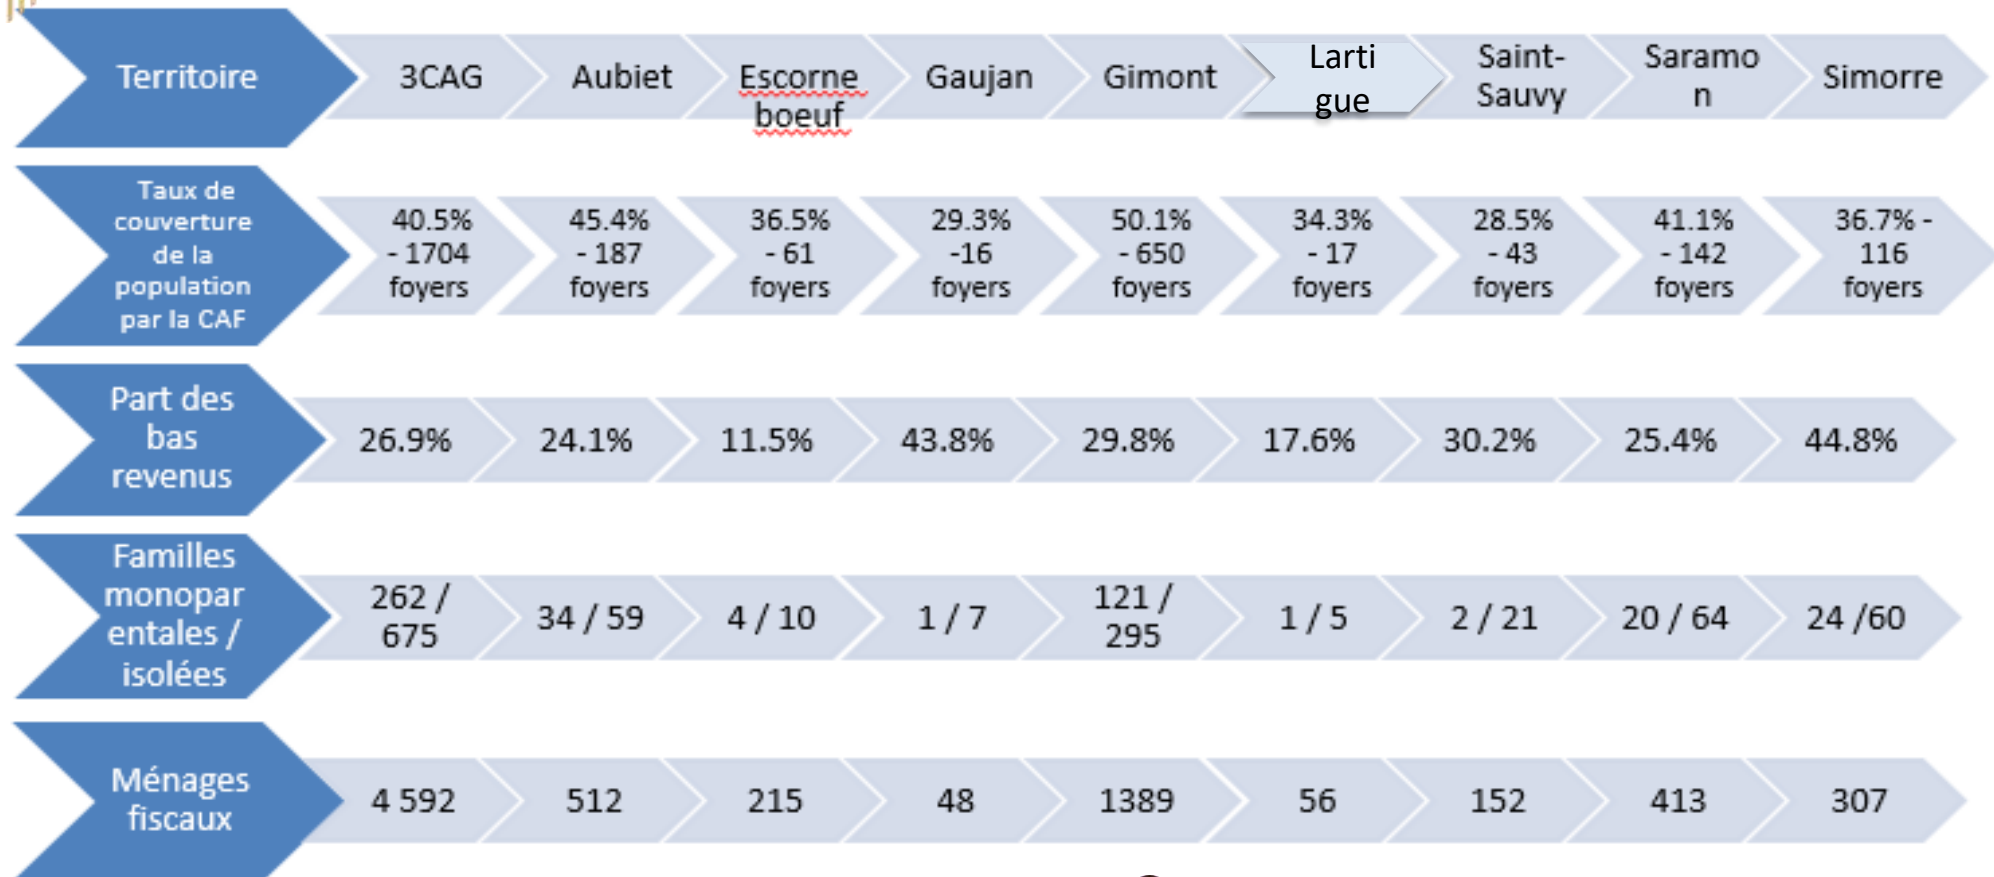 Territoire
3CAG
Aubiet
Escorne
boeuf
Gaujan
Gimont
Larti
gue
Saint-
Sauvy
Saramo
n
Simorre
Taux de
couverture
de la
population
par la CAF
40.5%
- 1704
foyers
45.4%
- 187
foyers
36.5%
- 61
foyers
29.3%
-16
foyers
50.1%
- 650
foyers
34.3%
- 17
foyers
28.5%
- 43
foyers
41.1%
- 142
foyers
36.7% -
116
foyers
Part des
bas
revenus
26.9%
24.1%
11.5%
43.8%
29.8%
17.6%
30.2%
25.4%
44.8%
Familles
monopar
entales /
isolées
262 /
675
34 / 59
4 / 10
1 / 7
121 /
295
1 / 5
2 / 21
20 / 64
24 /60
Ménages
fiscaux
4 592
512
215
48
1389
56
152
413
307